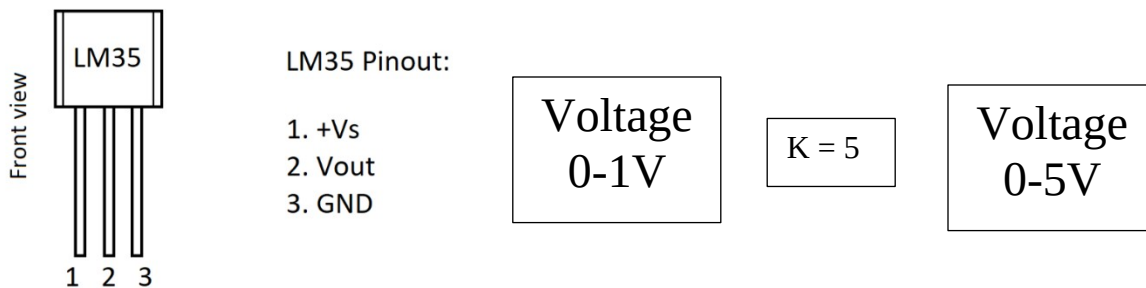 Front view
LM35
1 2 3
LM35 Pinout:
1. +Vs
2. Vout
3. GND
Voltage
0-1V
K = 5
Voltage
0-5V